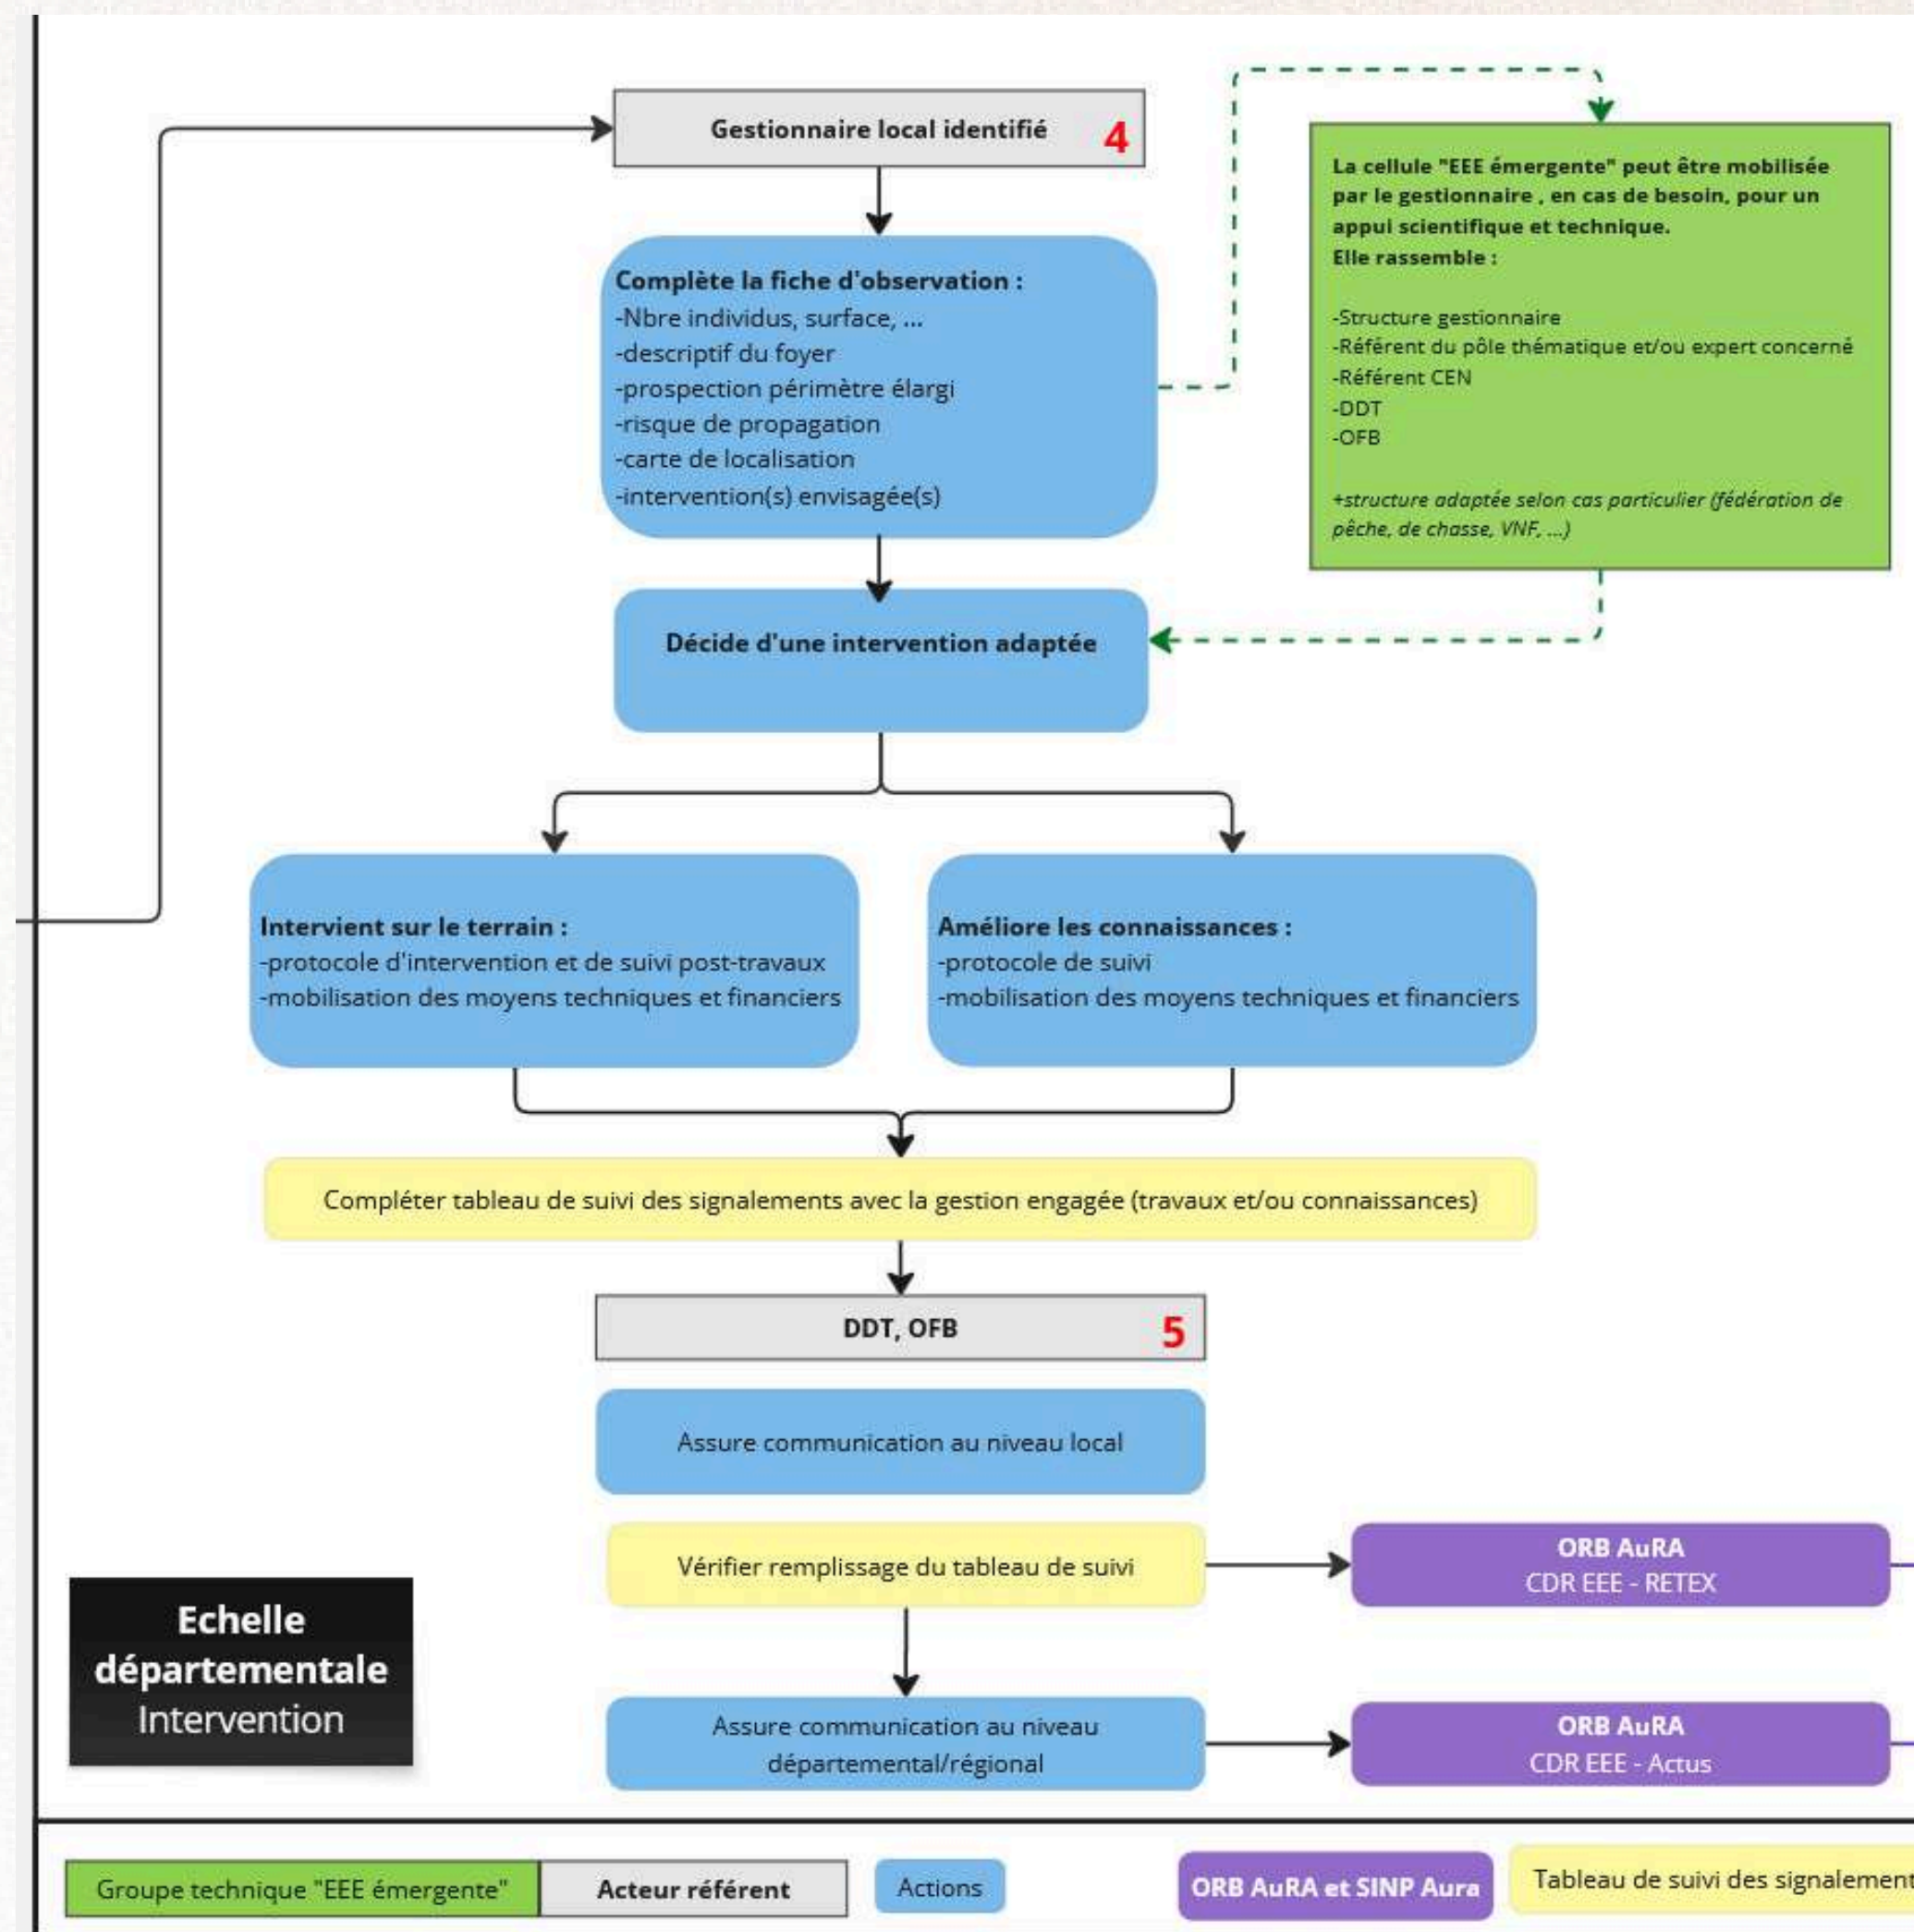 Gestionnaire local identifié 4
La cellule "EEE émergente" peut être mobilisée
par le gestionnaire , en cas de besoin, pour un
appui scientifique et technique.
Elle rassemble :
-Structure gestionnaire
-Référent du pôle thématique et/ou expert concerné
-Référent CEN
-DDT
-OFB
+structure adaptée selon cas particulier (fédération de
pêche, de chasse, VNF, ...)
Complète la fiche d'observation :
-Nbre individus, surface, ...
-descriptif du foyer
-prospection périmètre élargi
-risque de propagation
-carte de localisation
-intervention(s) envisagée(s)
Décide d'une intervention adaptée
Intervient sur le terrain :
-protocole d'intervention et de suivi post-travaux
-mobilisation des moyens techniques et financiers
Améliore les connaissances :
-protocole de suivi
-mobilisation des moyens techniques et financiers
Compléter tableau de suivi des signalements avec la gestion engagée (travaux et/ou connaissances)
DDT, OFB 5
Assure communication au niveau local
Vérifier remplissage du tableau de suivi
ORB AuRA
CDR EEE - RETEX
Echelle
départementale
Intervention
Assure communication au niveau
départemental/régional
ORB AuRA
CDR EEE - Actus
Groupe technique "EEE émergente"
Acteur référent
Actions
ORB AuRA et SINP Aura
Tableau de suivi des signalement